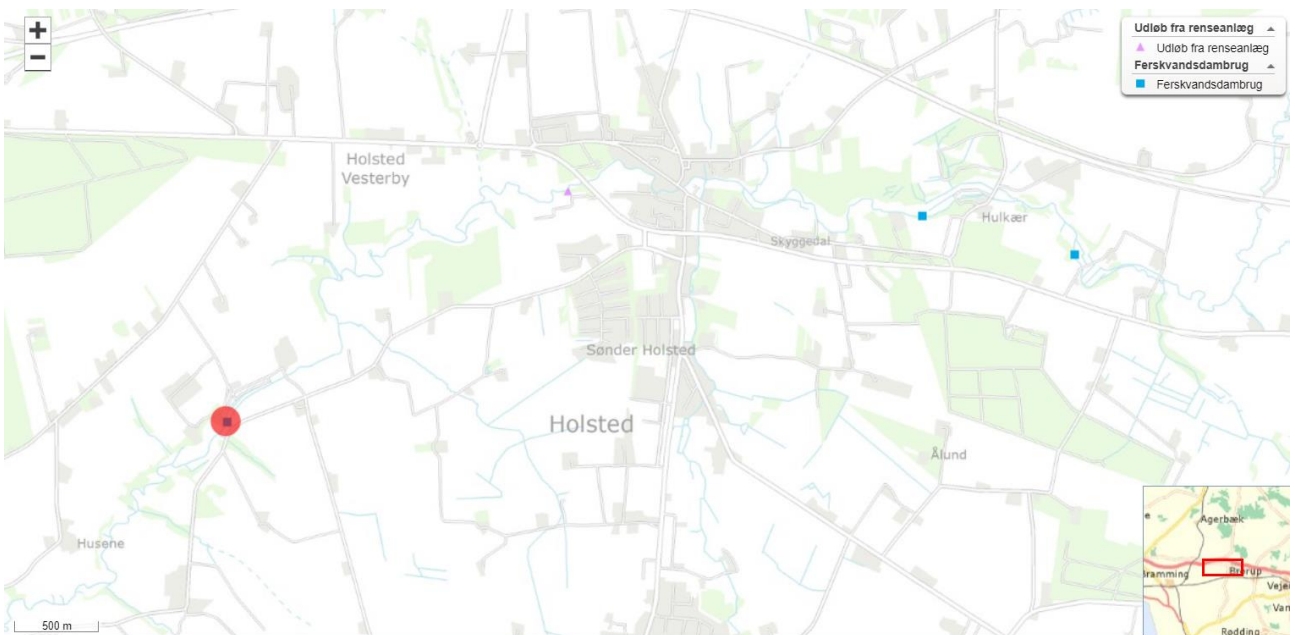 +
−
Udløb fra renseanlæg
Udløb fra renseanlæg
Ferskvandsdambrug
Ferskvandsdambrug
Holsted
Vesterby
Hulkær
Skyggedal
Sønder Holsted
Holsted
Ålund
Husene
500 m
e
Agerbæk
Bramming
Brørup
Vejen
Vam
Rødding